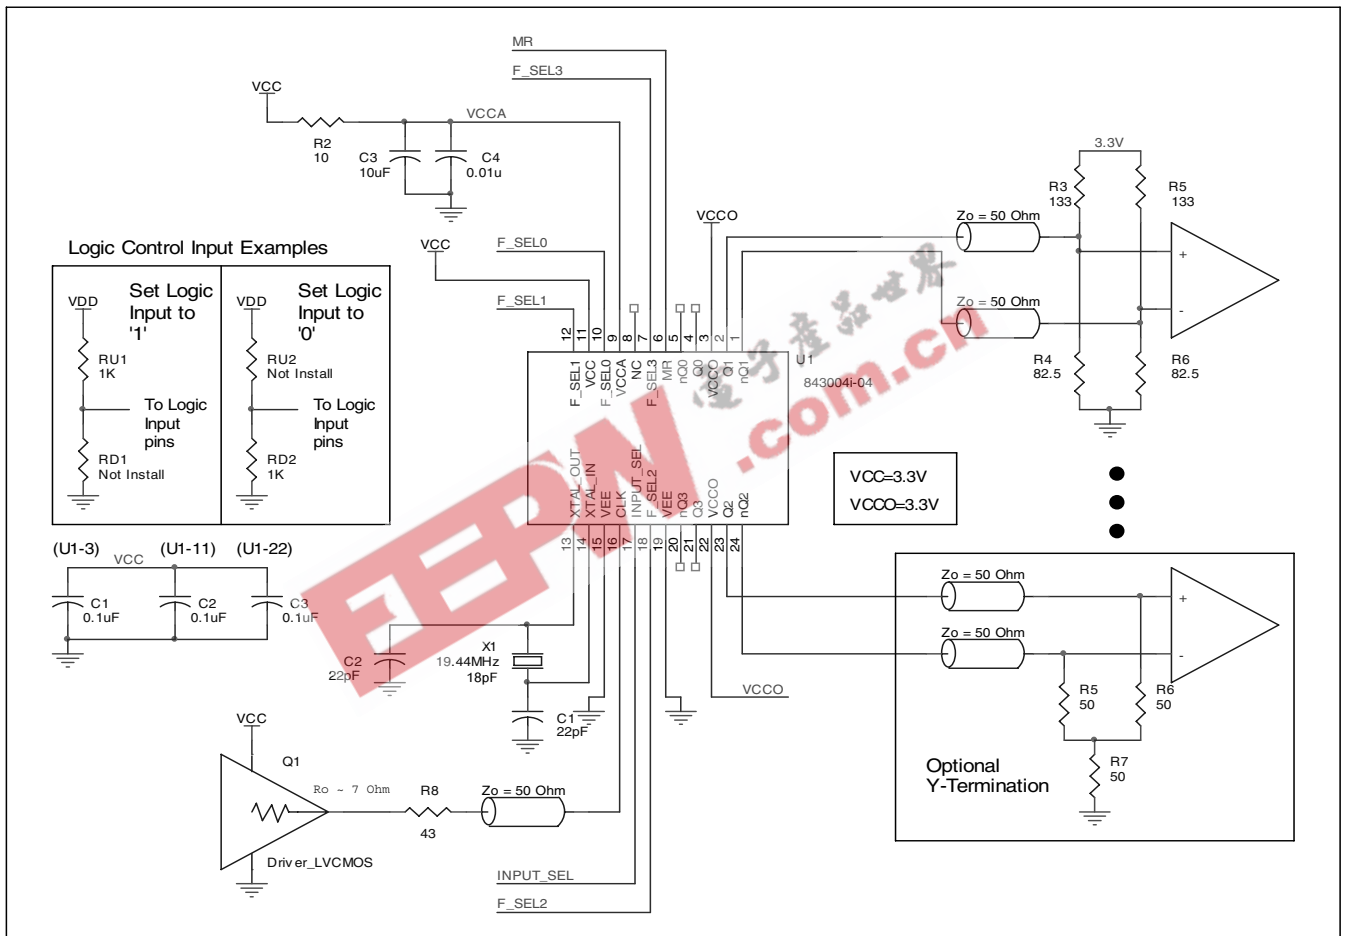 MR
F_SEL3
VCC
VCCA
R2
10
C3
10uF
C4
0.01u
3.3V
R3
133
R5
133
Zo = 50 Ohm
VCCO
Logic Control Input Examples
VCC
F_SEL0
+
VDD
Set Logic
Input to
'1'
VDD
Set Logic
Input to
'0'
F_SEL1
Zo = 50 Ohm
-
12
11
10
9
8
7
6
5
4
3
2
1
RU1
1K
RU2
Not Install
R4
82.5
R6
82.5
U1
843004i-04
F_SEL1
VCC
F_SEL0
VCCA
NC
F_SEL3
MR
nQ0
Q0
VCCO
Q1
nQ1
To Logic
Input
pins
To Logic
Input
pins
RD1
Not Install
RD2
1K
XTAL_OUT
XTAL_IN
VEE
CLK
INPUT_SEL
F_SEL2
VEE
nQ3
Q3
VCCO
Q2
nQ2
VCC=3.3V
VCCO=3.3V
13
14
15
16
17
18
19
20
21
22
23
24
(U1-3)
(U1-11)
(U1-22)
VCC
C1
0.1uF
C2
0.1uF
C3
0.1uF
Zo = 50 Ohm
+
Zo = 50 Ohm
-
C2
22pF
X1
19.44MHz
18pF
C1
22pF
VCCO
R5
50
R6
50
R7
50
Optional
Y-Termination
VCC
Q1
Ro ~ 7 Ohm
R8
43
Zo = 50 Ohm
Driver_LVCMOS
INPUT_SEL
F_SEL2
EEPW
電子産品世界
.com.cn